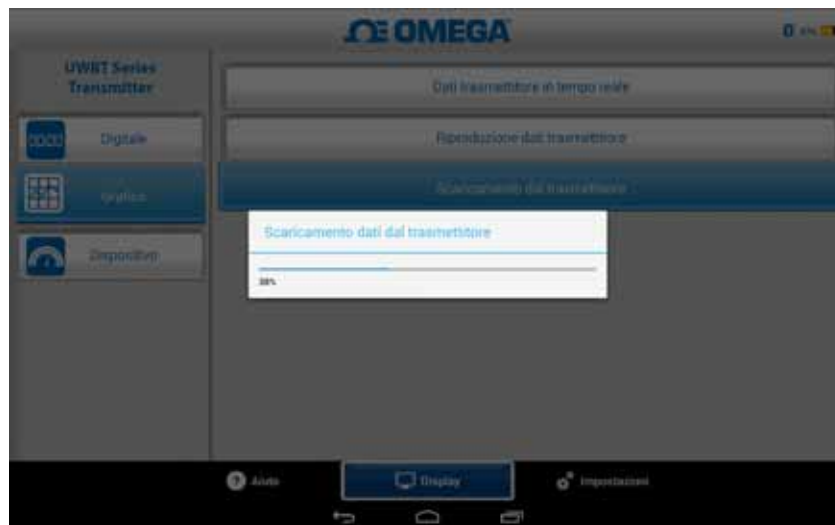 OMEGA
UWBT Series
Transmitter
Dati trasmettitore in tempo reale
Digitale
Riproduzione dati trasmettitore
Grafico
Scaricamento dal trasmettitore
Scaricamento dati dal trasmettitore
Dispositivo
38%
Aiuto
Display
Impostazioni